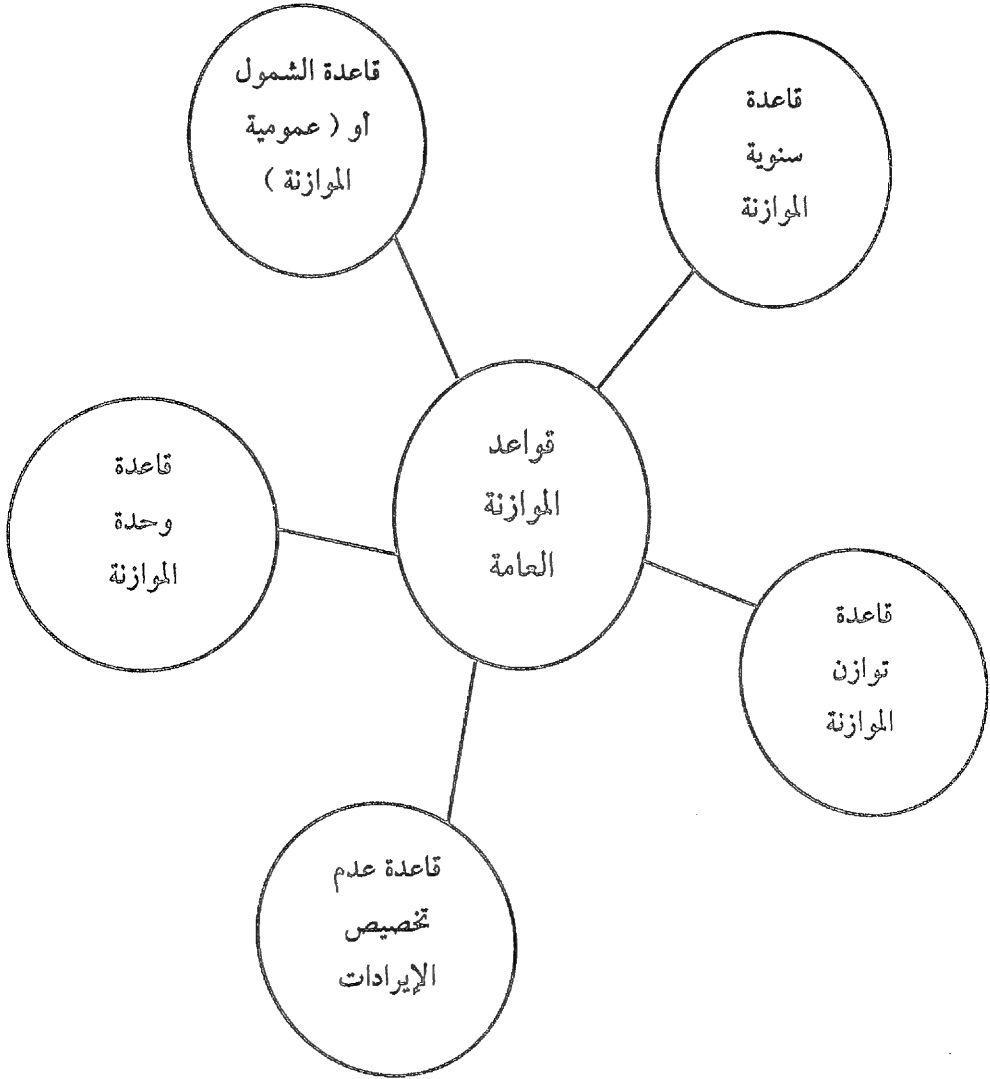 قاعدة الشمول
أو ( عمومية
الموازنة )
قاعدة
سنوية
الموازنة
قواعد
الموازنة
العامة
قاعدة
وحدة
الموازنة
قاعدة
توازن
الموازنة
قاعدة عدم
تخصيص
الإيرادات